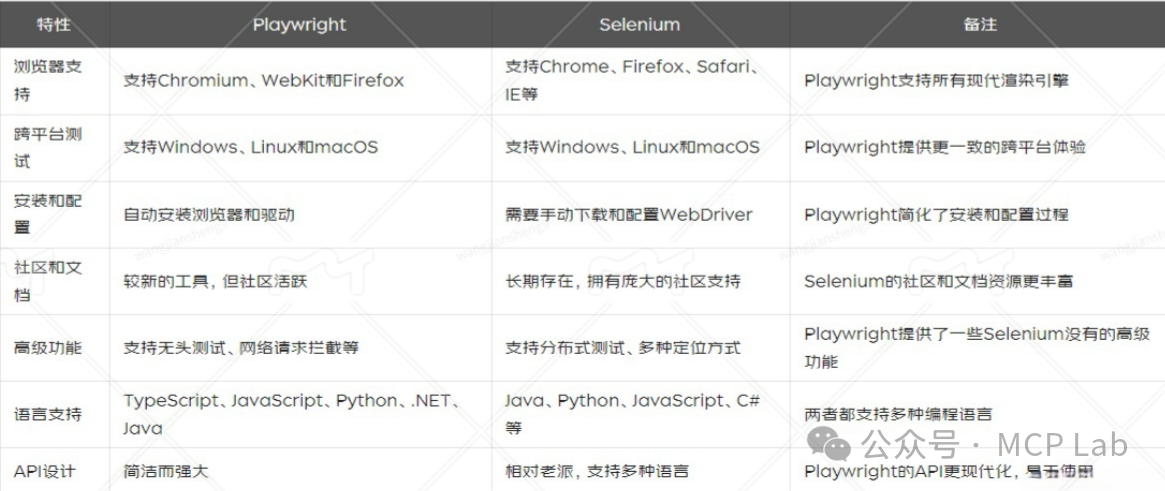 特性 Playwright Selenium 备注
浏览器支
持
支持Chromium、WebKit和Firefox
支持Chrome、Firefox、Safari、
IE等
Playwright支持所有现代渲染引擎
跨平台测
试
支持Windows、Linux和macOS
支持Windows、Linux和macOS
Playwright提供更一致的跨平台体验
安装和配
置
自动安装浏览器和驱动
需要手动下载和配置WebDriver
Playwright简化了安装和配置过程
社区和文
档
较新的工具，但社区活跃
长期存在，拥有庞大的社区支持
Selenium的社区和文档资源更丰富
高级功能
支持无头测试、网络请求拦截等
支持分布式测试、多种定位方式
Playwright提供了一些Selenium没有的高级
功能
语言支持
TypeScript、JavaScript、Python、.NET、
Java
Java、Python、JavaScript、C#
等
两者都支持多种编程语言
API设计
简洁而强大
相对老派，支持多种语言
Playwright的API更现代化，易于使用
公众号 · MCP Lab